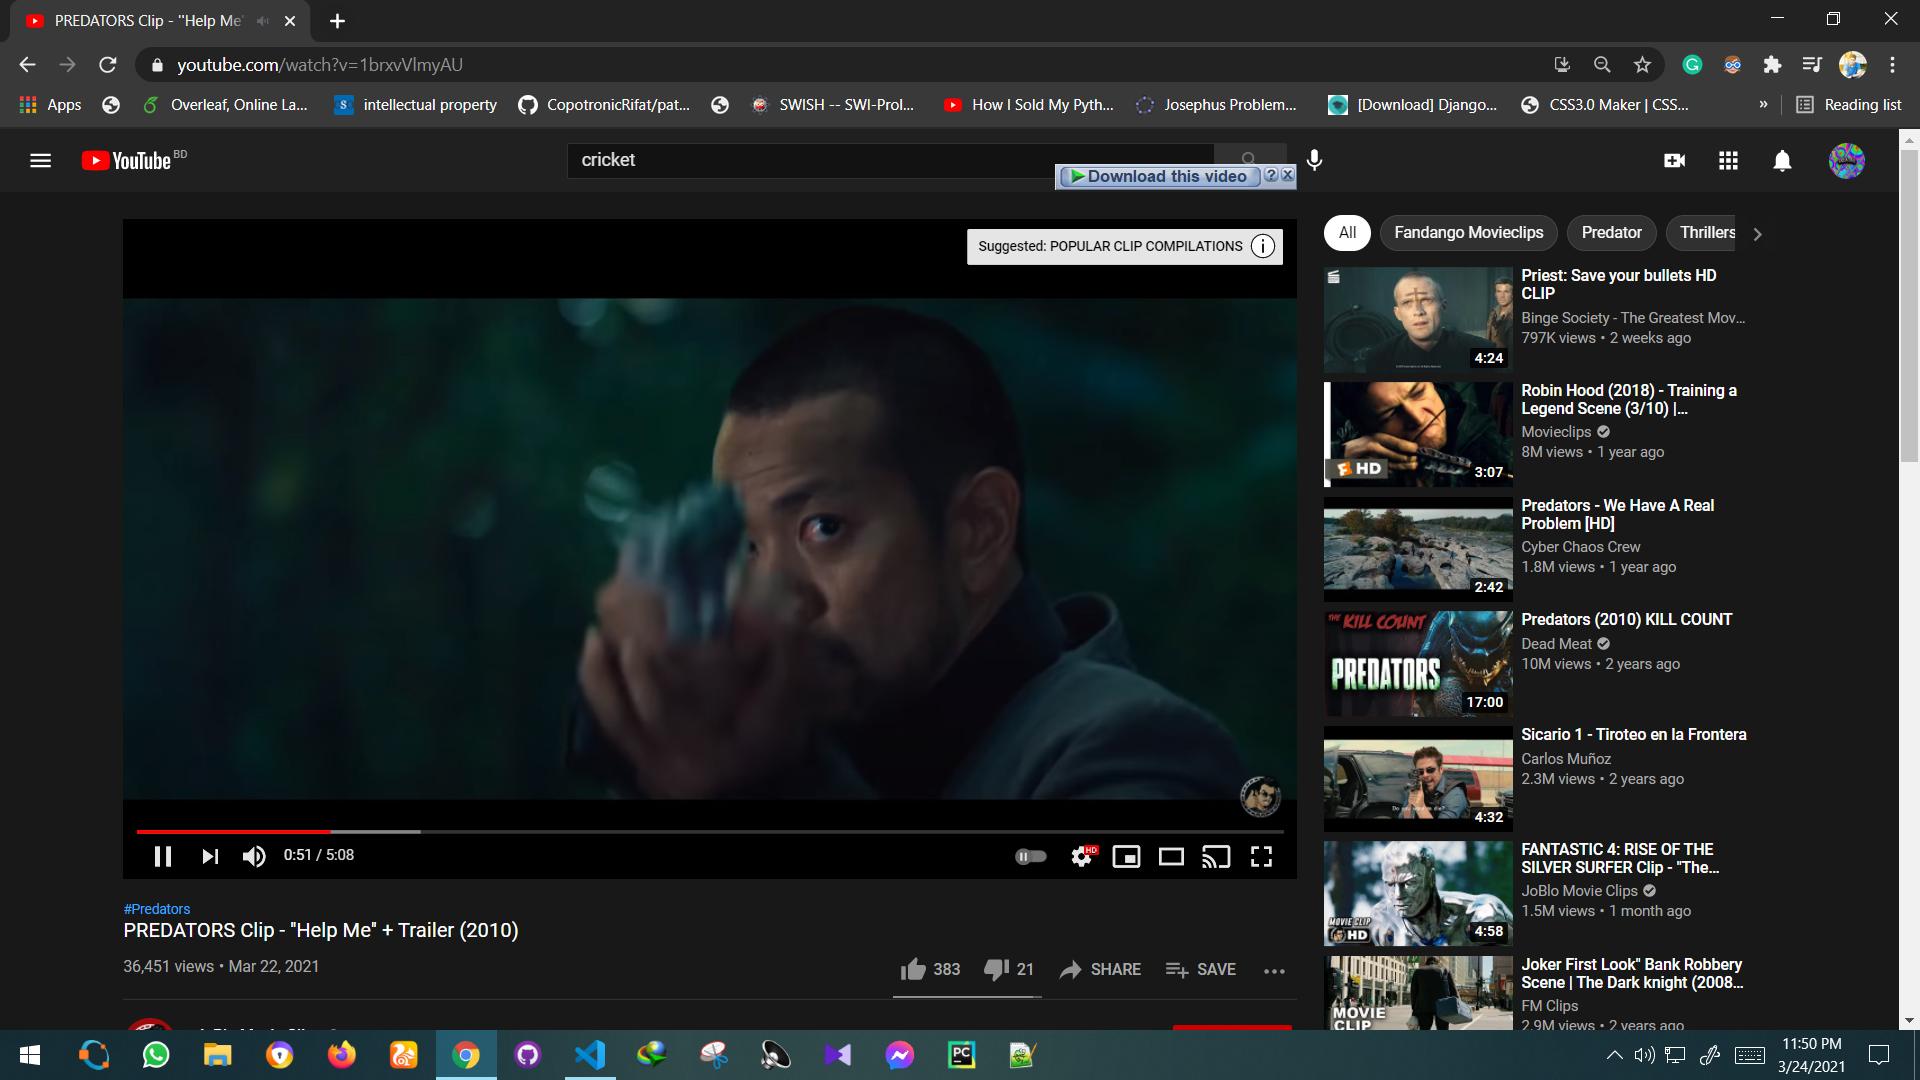 PREDATORS Clip - "Help Me"
youtube.com/watch?v=1brxvVlmyAU
Apps
Overleaf, Online La...
intellectual property
CopotronicRifat/pat...
SWISH -- SWI-Prol...
How I Sold My Pyth...
Josephus Problem...
[Download] Django...
CSS3.0 Maker | CSS...
»
Reading list
YouTube BD
cricket
Download this video
Suggested: POPULAR CLIP COMPILATIONS
All
Fandango Movieclips
Predator
Thrillers
Priest: Save your bullets HD
CLIP
Binge Society - The Greatest Mov...
797K views • 2 weeks ago
4:24
Robin Hood (2018) - Training a
Legend Scene (3/10) |...
Movieclips
8M views • 1 year ago
HD
3:07
Predators - We Have A Real
Problem [HD]
Cyber Chaos Crew
1.8M views • 1 year ago
2:42
THE KILL COUNT
PREDATORS
17:00
Predators (2010) KILL COUNT
Dead Meat
10M views • 2 years ago
Sicario 1 - Tiroteo en la Frontera
Carlos Muñoz
2.3M views • 2 years ago
4:32
FANTASTIC 4: RISE OF THE
SILVER SURFER Clip - "The...
JoBlo Movie Clips
1.5M views • 1 month ago
MOVIE CLIP
HD
4:58
Joker First Look" Bank Robbery
Scene | The Dark knight (2008...
FM Clips
2.9M views • 2 years ago
MOVIE
CLIP
0:51 / 5:08
HD
#Predators
PREDATORS Clip - "Help Me" + Trailer (2010)
36,451 views • Mar 22, 2021
383
21
SHARE
SAVE
PC
11:50 PM
3/24/2021